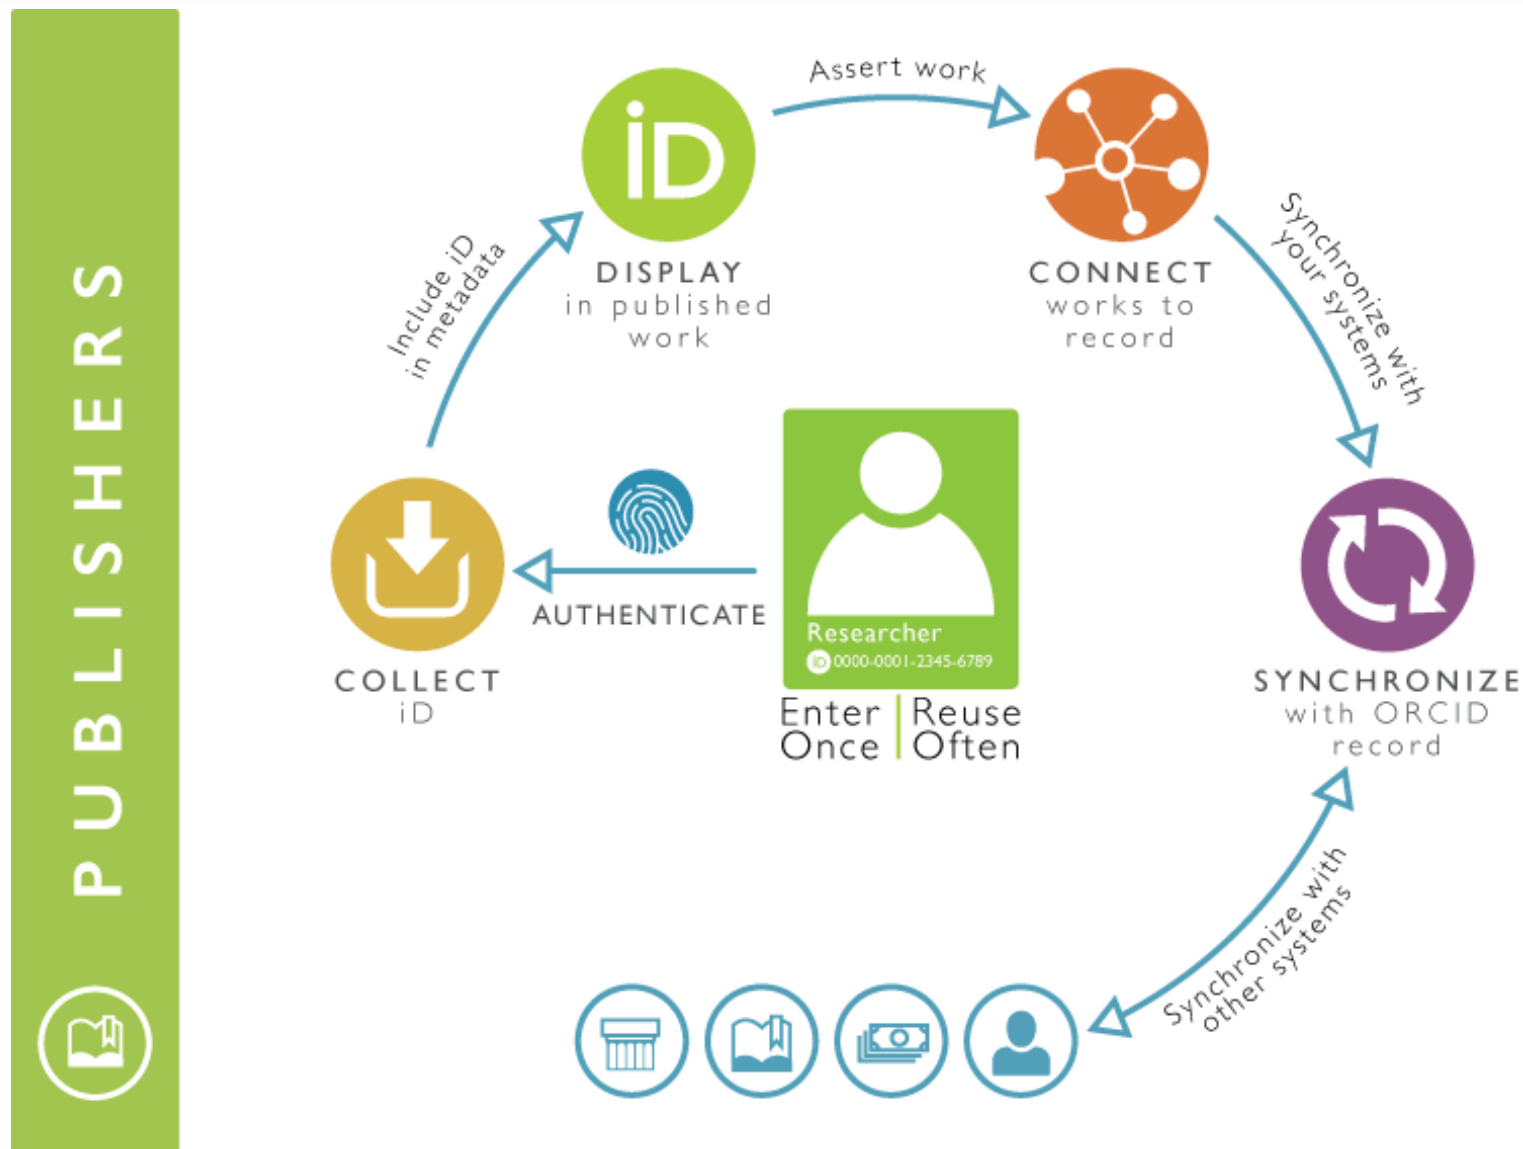 PUBLISHERS
Assert work
iD
Include iD
in metadata
DISPLAY
in published
work
CONNECT
works to
record
Synchronize with
your systems
AUTHENTICATE
Researcher
iD 0000-0001-2345-6789
COLLECT
iD
Enter Once
Reuse Often
SYNCHRONIZE
with ORCID
record
Synchronize with
other systems